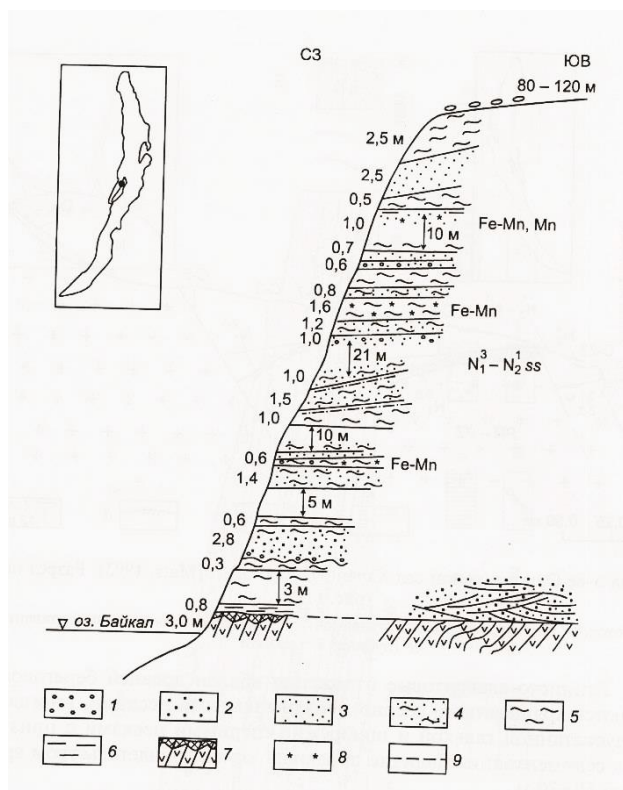 СЗ
ЮВ
80 – 120 м
2,5 м
2,5
0,5
1,0
Fe-Mn, Mn
10 м
0,7
0,6
0,8
1,6
Fe-Mn
1,2
1,0
21 м
N₁³ – N₂¹ ss
1,0
1,5
1,0
10 м
0,6
Fe-Mn
1,4
5 м
0,6
2,8
0,3
3 м
0,8
оз. Байкал
3,0 м
1 2 3 4 5
6 7 8 9